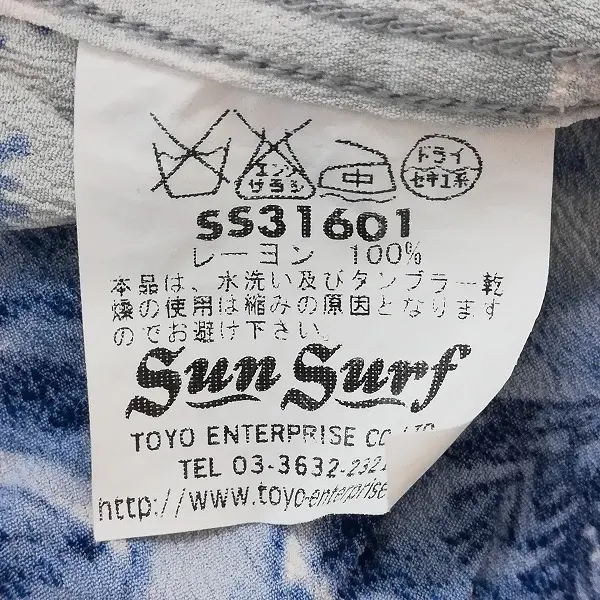 エンソ サラシ 中 ドライ セキユ系
SS31601
レーヨン 100%
本品は、水洗い及びタンブラー乾
燥の使用は縮みの原因となります
のでお避け下さい。
Sun Surf
TOYO ENTERPRISE CO LTD
TEL 03-3632-232
http://www.toyo-enterprise